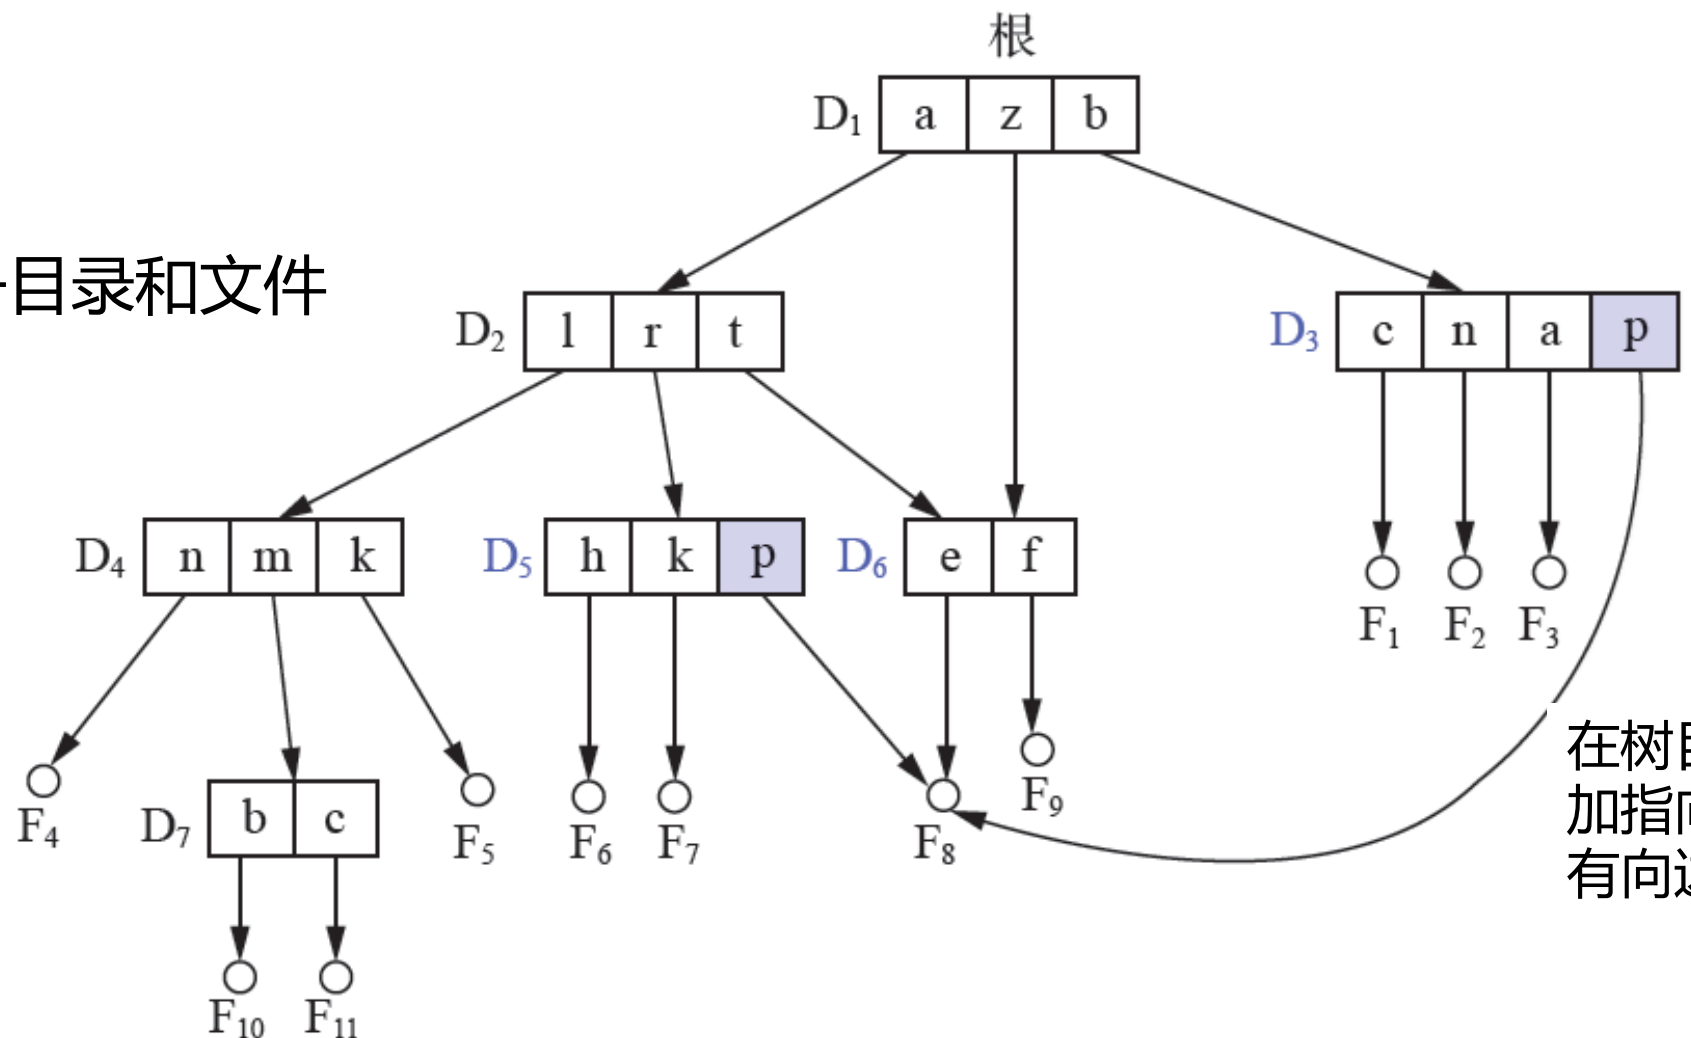 根
D₁ a z b
目录和文件
D₂ l r t
D₃ c n a p
D₄ n m k
D₅ h k p
D₆ e f
F₁ F₂ F₃
在树
加指
有向
F₄
D₇ b c
F₅
F₆ F₇
F₈
F₉
F₁₀ F₁₁